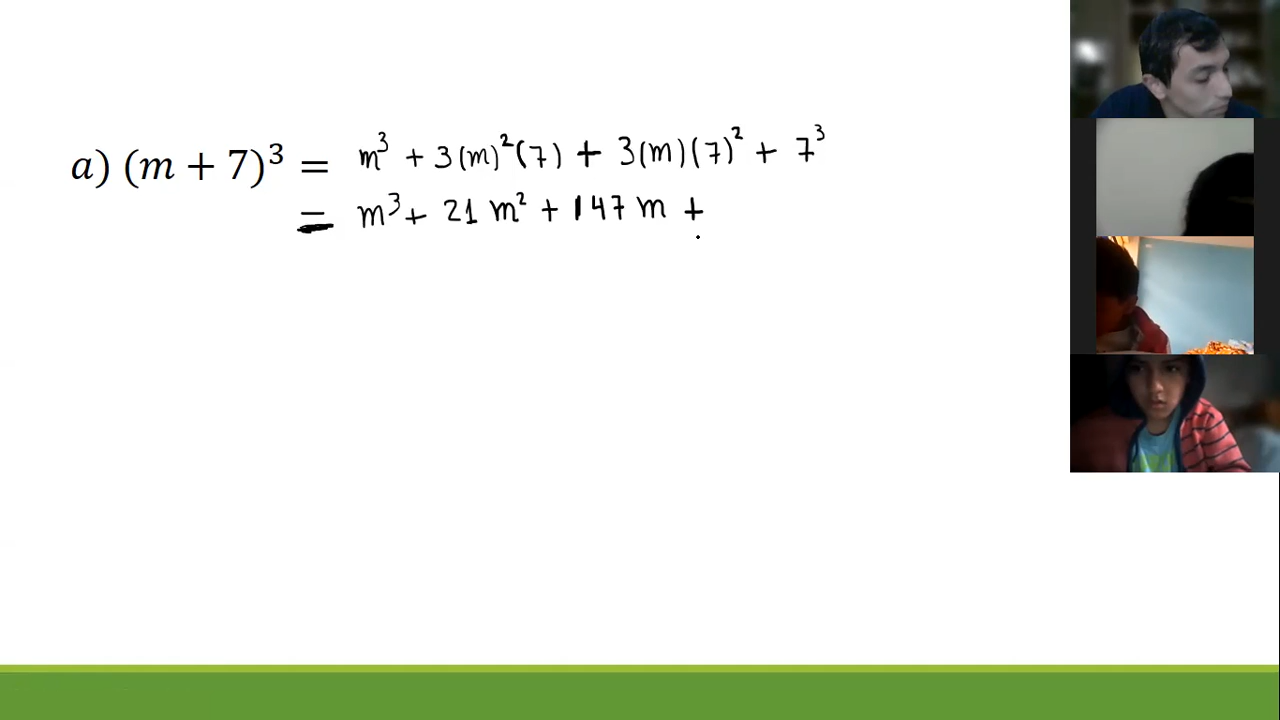 a) (m + 7)³ = m³ + 3(m)²(7) + 3(m)(7)² + 7³
= m³ + 21 m² + 147 m +